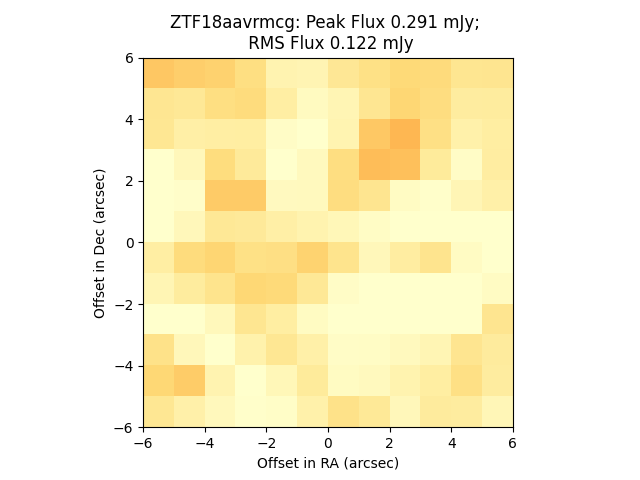 ZTF18aavrmcg: Peak Flux 0.291 mJy;
RMS Flux 0.122 mJy
6
4
2
0
−2
−4
−6
Offset in Dec (arcsec)
−6 −4 −2 0 2 4 6
Offset in RA (arcsec)